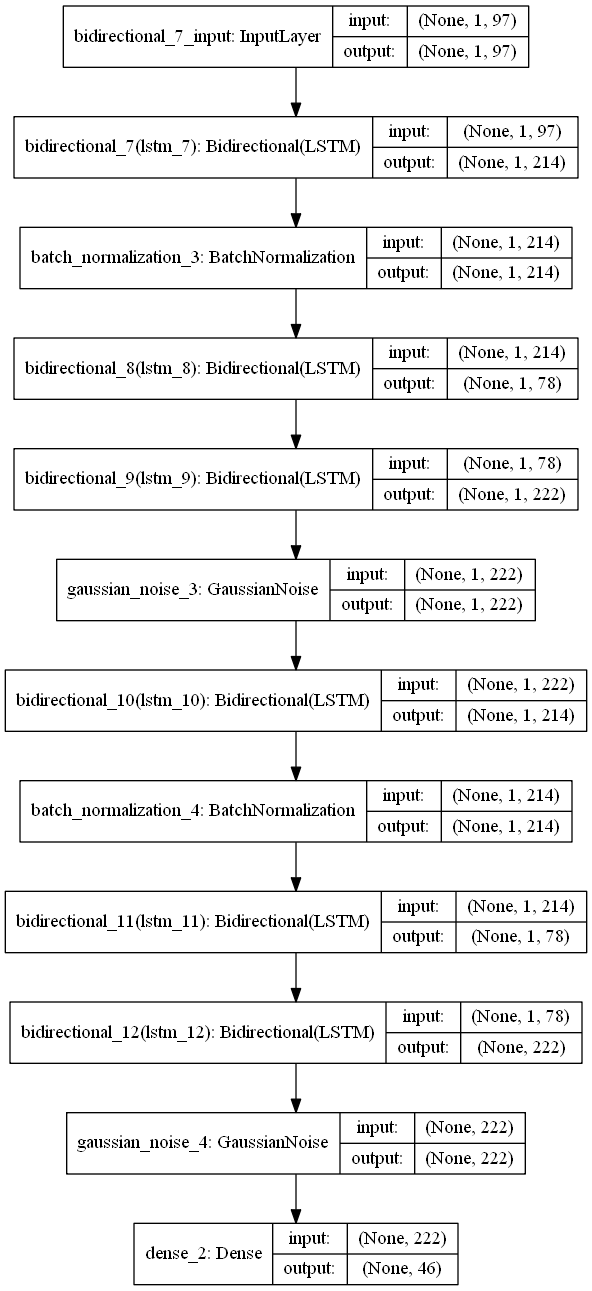 bidirectional_7_input: InputLayer
input:
(None, 1, 97)
output:
(None, 1, 97)
bidirectional_7(lstm_7): Bidirectional(LSTM)
input:
(None, 1, 97)
output:
(None, 1, 214)
batch_normalization_3: BatchNormalization
input:
(None, 1, 214)
output:
(None, 1, 214)
bidirectional_8(lstm_8): Bidirectional(LSTM)
input:
(None, 1, 214)
output:
(None, 1, 78)
bidirectional_9(lstm_9): Bidirectional(LSTM)
input:
(None, 1, 78)
output:
(None, 1, 222)
gaussian_noise_3: GaussianNoise
input:
(None, 1, 222)
output:
(None, 1, 222)
bidirectional_10(lstm_10): Bidirectional(LSTM)
input:
(None, 1, 222)
output:
(None, 1, 214)
batch_normalization_4: BatchNormalization
input:
(None, 1, 214)
output:
(None, 1, 214)
bidirectional_11(lstm_11): Bidirectional(LSTM)
input:
(None, 1, 214)
output:
(None, 1, 78)
bidirectional_12(lstm_12): Bidirectional(LSTM)
input:
(None, 1, 78)
output:
(None, 222)
gaussian_noise_4: GaussianNoise
input:
(None, 222)
output:
(None, 222)
dense_2: Dense
input:
(None, 222)
output:
(None, 46)